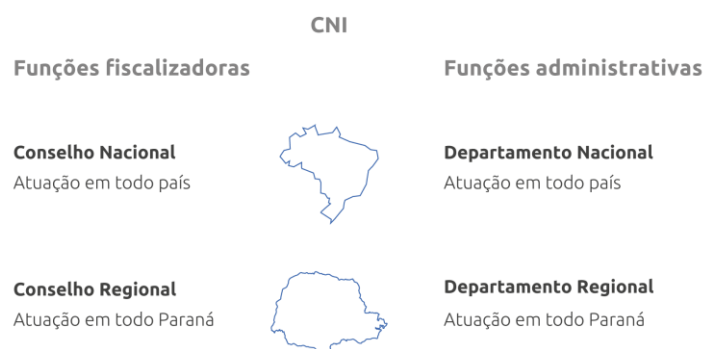 CNI
Funções fiscalizadoras
Funções administrativas
Conselho Nacional
Atuação em todo país
Departamento Nacional
Atuação em todo país
Conselho Regional
Atuação em todo Paraná
Departamento Regional
Atuação em todo Paraná